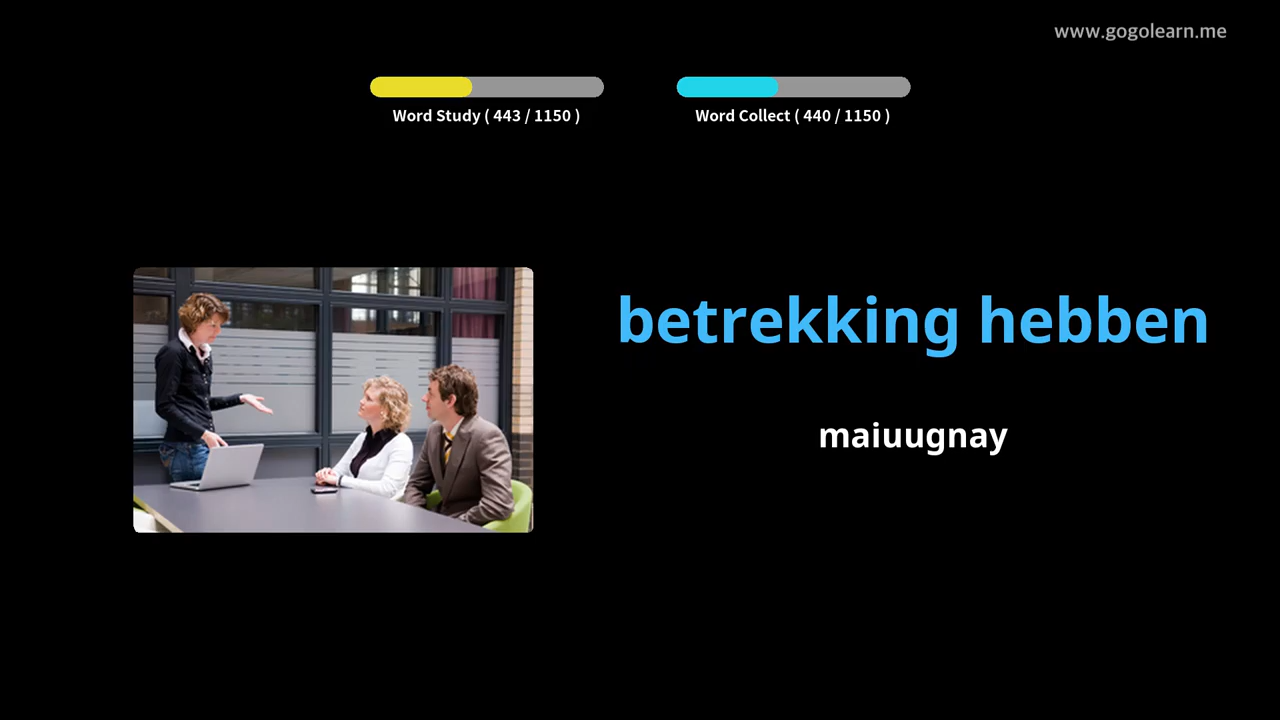 www.gogolearn.me
Word Study ( 443 / 1150 )
Word Collect ( 440 / 1150 )
betrekking hebben
maiuugnay